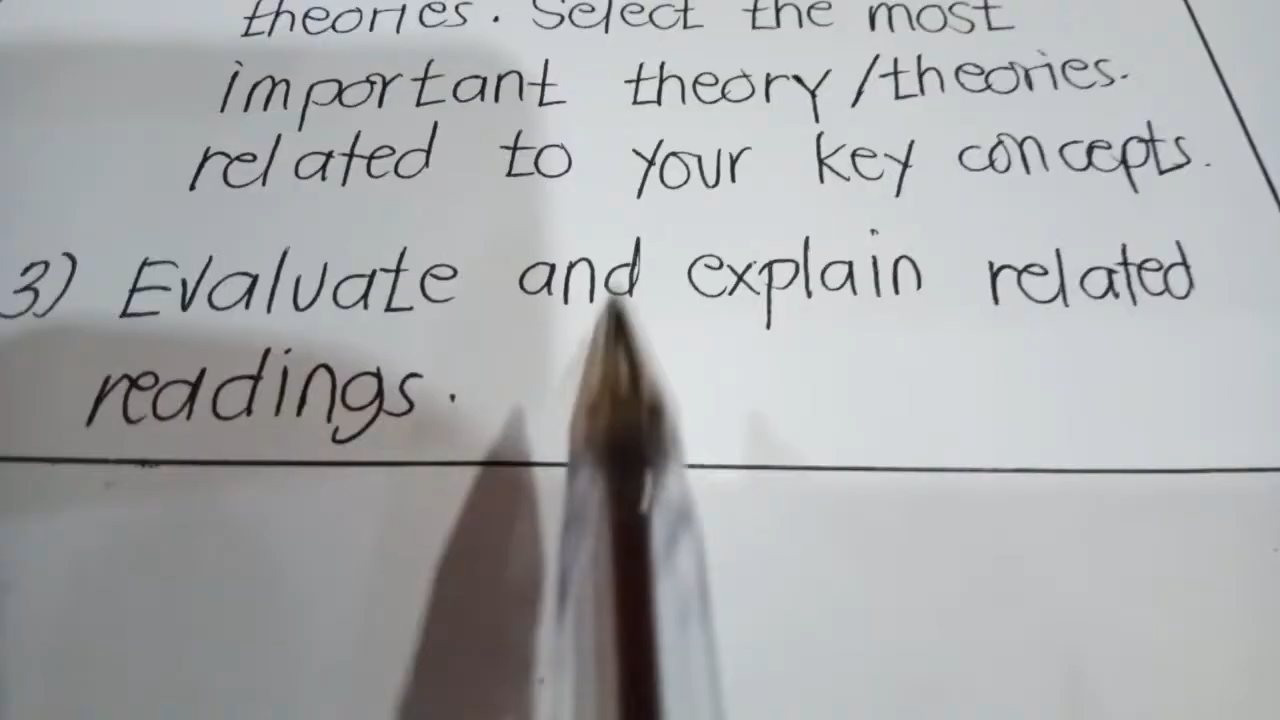 theories. Select the most
important theory/theories.
related to your key concepts.
3) Evaluate and explain related
readings.